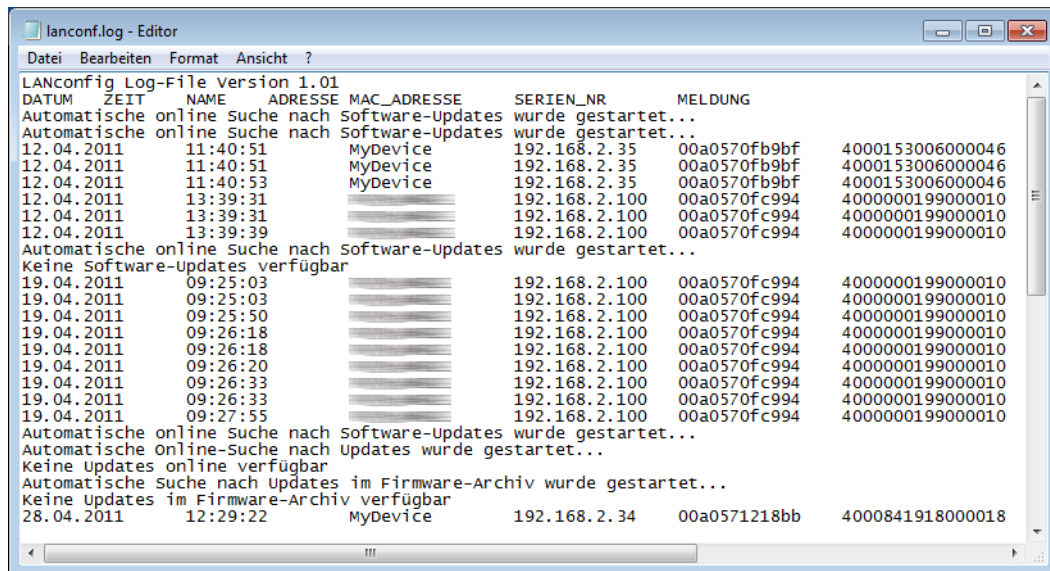 lanconf.log - Editor
Datei Bearbeiten Format Ansicht ?
LANconfig Log-File Version 1.01
DATUM ZEIT NAME ADRESSE MAC_ADRESSE SERIEN_NR MELDUNG
Automatische online Suche nach Software-Updates wurde gestartet...
Automatische online Suche nach Software-Updates wurde gestartet...
12.04.2011 11:40:51 MyDevice 192.168.2.35 00a0570fb9bf 4000153006000046
12.04.2011 11:40:51 MyDevice 192.168.2.35 00a0570fb9bf 4000153006000046
12.04.2011 11:40:53 MyDevice 192.168.2.35 00a0570fb9bf 4000153006000046
12.04.2011 13:39:31 192.168.2.100 00a0570fc994 4000000199000010
12.04.2011 13:39:31 192.168.2.100 00a0570fc994 4000000199000010
12.04.2011 13:39:39 192.168.2.100 00a0570fc994 4000000199000010
Automatische online Suche nach Software-Updates wurde gestartet...
Keine Software-Updates verfügbar
19.04.2011 09:25:03 192.168.2.100 00a0570fc994 4000000199000010
19.04.2011 09:25:03 192.168.2.100 00a0570fc994 4000000199000010
19.04.2011 09:25:50 192.168.2.100 00a0570fc994 4000000199000010
19.04.2011 09:26:18 192.168.2.100 00a0570fc994 4000000199000010
19.04.2011 09:26:18 192.168.2.100 00a0570fc994 4000000199000010
19.04.2011 09:26:20 192.168.2.100 00a0570fc994 4000000199000010
19.04.2011 09:26:33 192.168.2.100 00a0570fc994 4000000199000010
19.04.2011 09:26:33 192.168.2.100 00a0570fc994 4000000199000010
19.04.2011 09:27:55 192.168.2.100 00a0570fc994 4000000199000010
Automatische online Suche nach Software-Updates wurde gestartet...
Automatische Online-Suche nach Updates wurde gestartet...
Keine Updates online verfügbar
Automatische Suche nach Updates im Firmware-Archiv wurde gestartet...
Keine Updates im Firmware-Archiv verfügbar
28.04.2011 12:29:22 MyDevice 192.168.2.34 00a0571218bb 4000841918000018